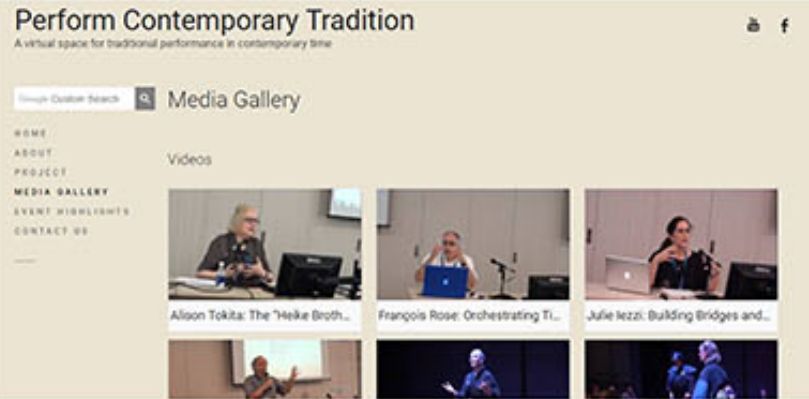 Perform Contemporary Tradition
A virtual space for traditional performance in contemporary time
Google Custom Search
Media Gallery
HOME
ABOUT
PROJECT
MEDIA GALLERY
EVENT HIGHLIGHTS
CONTACT US
Videos
Alison Tokita: The "Heike Broth...
François Rose: Orchestrating Ti...
Julie Iezzi: Building Bridges and...